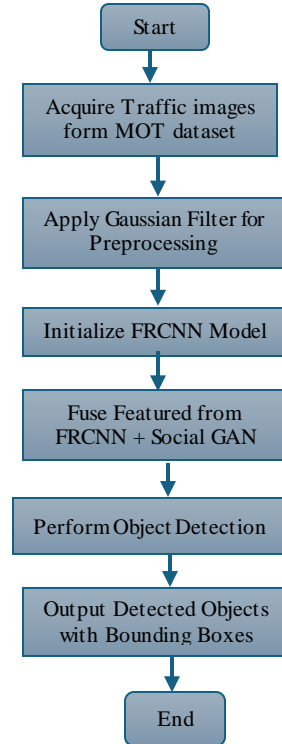 Start
Acquire Traffic images
form MOT dataset
Apply Gaussian Filter for
Preprocessing
Initialize FRCNN Model
Fuse Featured from
FRCNN + Social GAN
Perform Object Detection
Output Detected Objects
with Bounding Boxes
End